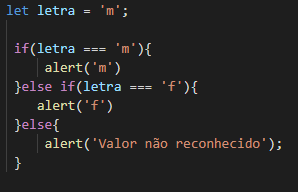 let letra = 'm';
if(letra === 'm'){
alert('m')
}else if(letra === 'f'){
alert('f')
}else{
alert('Valor não reconhecido');
}